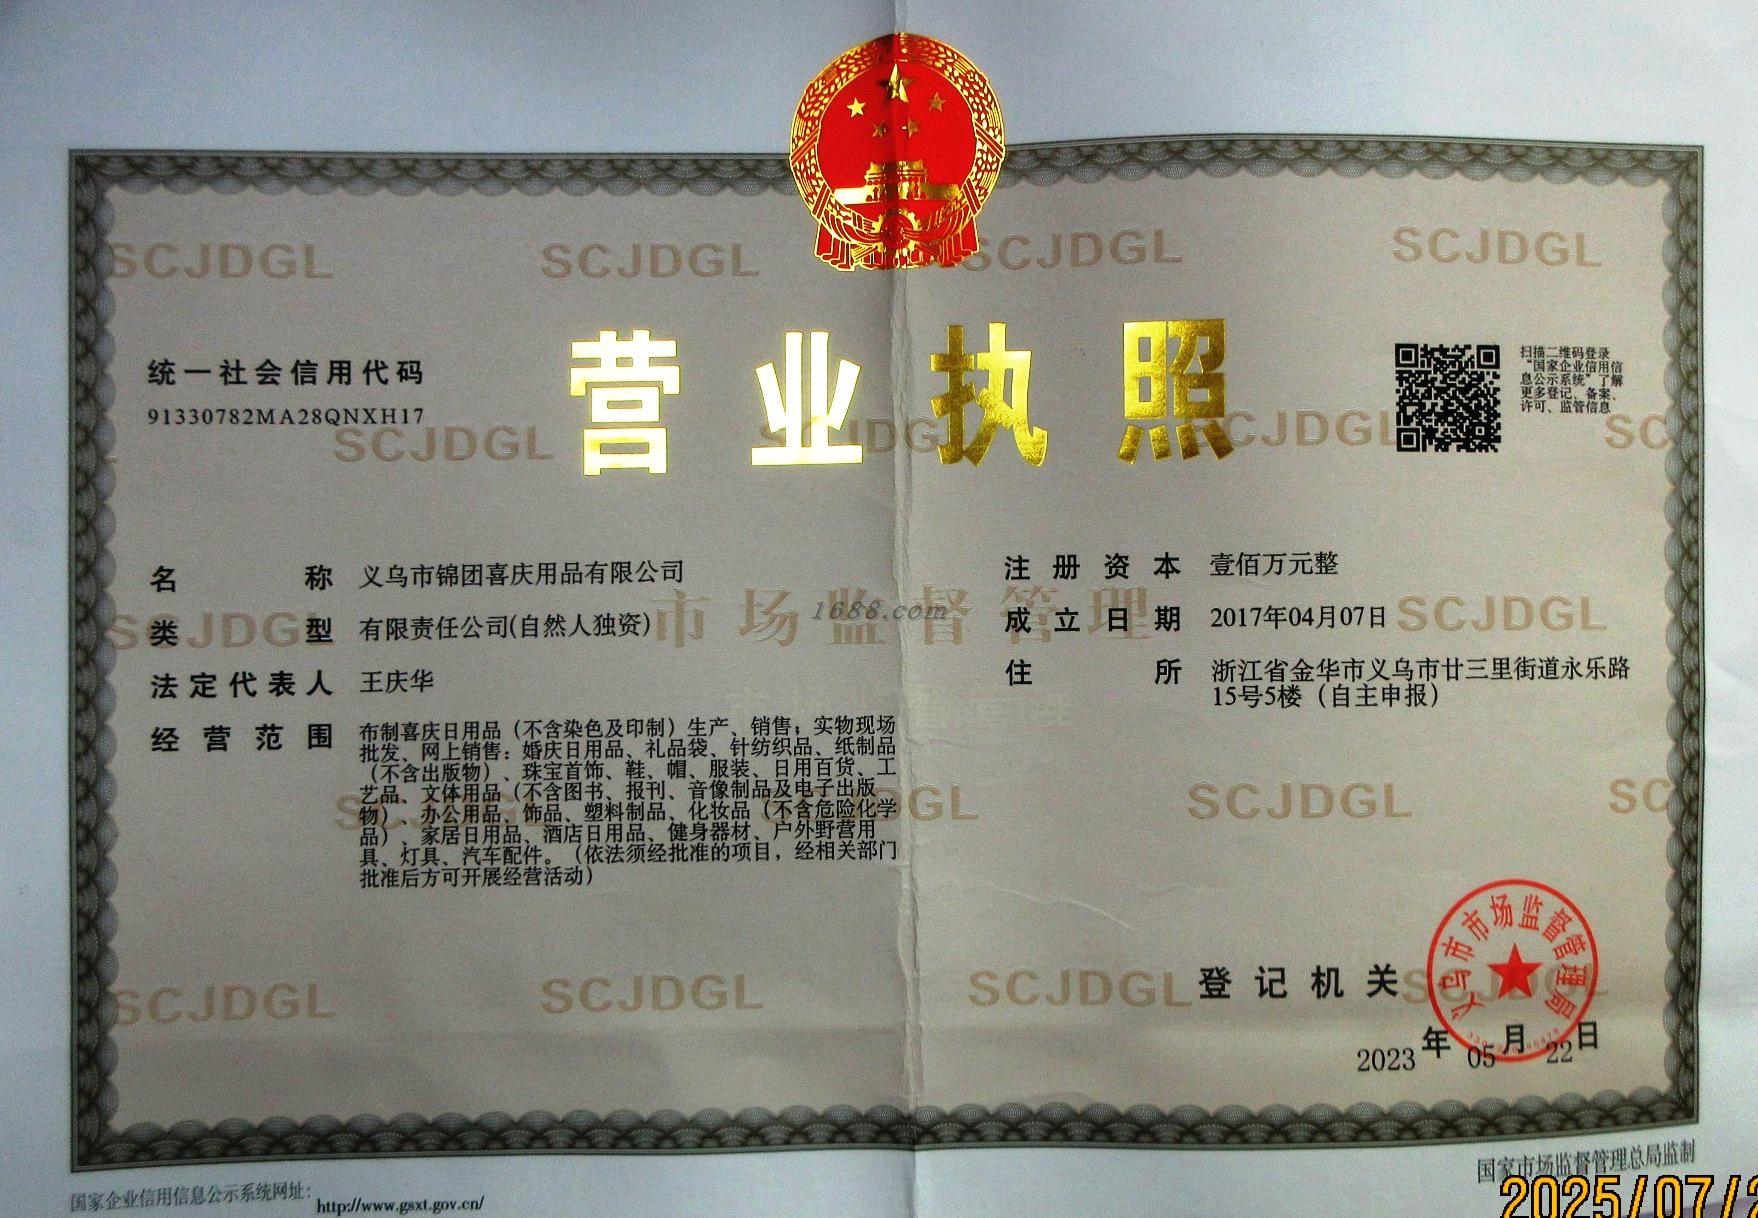 SCJDGL SCJDGL SCJDGL SCJDGL
营业执照
统一社会信用代码
91330782MA28QNXH17
扫描二维码登录
“国家企业信用信
息公示系统”了解
更多登记、备案、
许可、监管信息
SCJDGL SCJDGL SCJDGL SC
名称 义乌市锦团喜庆用品有限公司
类型 有限责任公司(自然人独资)
法定代表人 王庆华
经营范围 布制喜庆日用品（不含染色及印制）生产、销售；实物现场
批发、网上销售：婚庆日用品、礼品袋、针纺织品、纸制品
（不含出版物）、珠宝首饰、鞋、帽、服装、日用百货、工
艺品、文体用品（不含图书、报刊、音像制品及电子出版
物）、办公用品、饰品、塑料制品、化妆品（不含危险化学
品）、家居日用品、酒店日用品、健身器材、户外野营用
具、灯具、汽车配件。（依法须经批准的项目，经相关部门
批准后方可开展经营活动）
注册资本 壹佰万元整
成立日期 2017年04月07日
住所 浙江省金华市义乌市廿三里街道永乐路
15号5楼（自主申报）
SCJDGL 市场监督管理 SCJDGL
1688.com
SCJDGL SCJDGL SC
SCJDGL SCJDGL SCJDGL
登记机关
义乌市市场监督管理局
2023年05月22日
国家企业信用信息公示系统网址：http://www.gsxt.gov.cn/
国家市场监督管理总局监制
2025/07/2